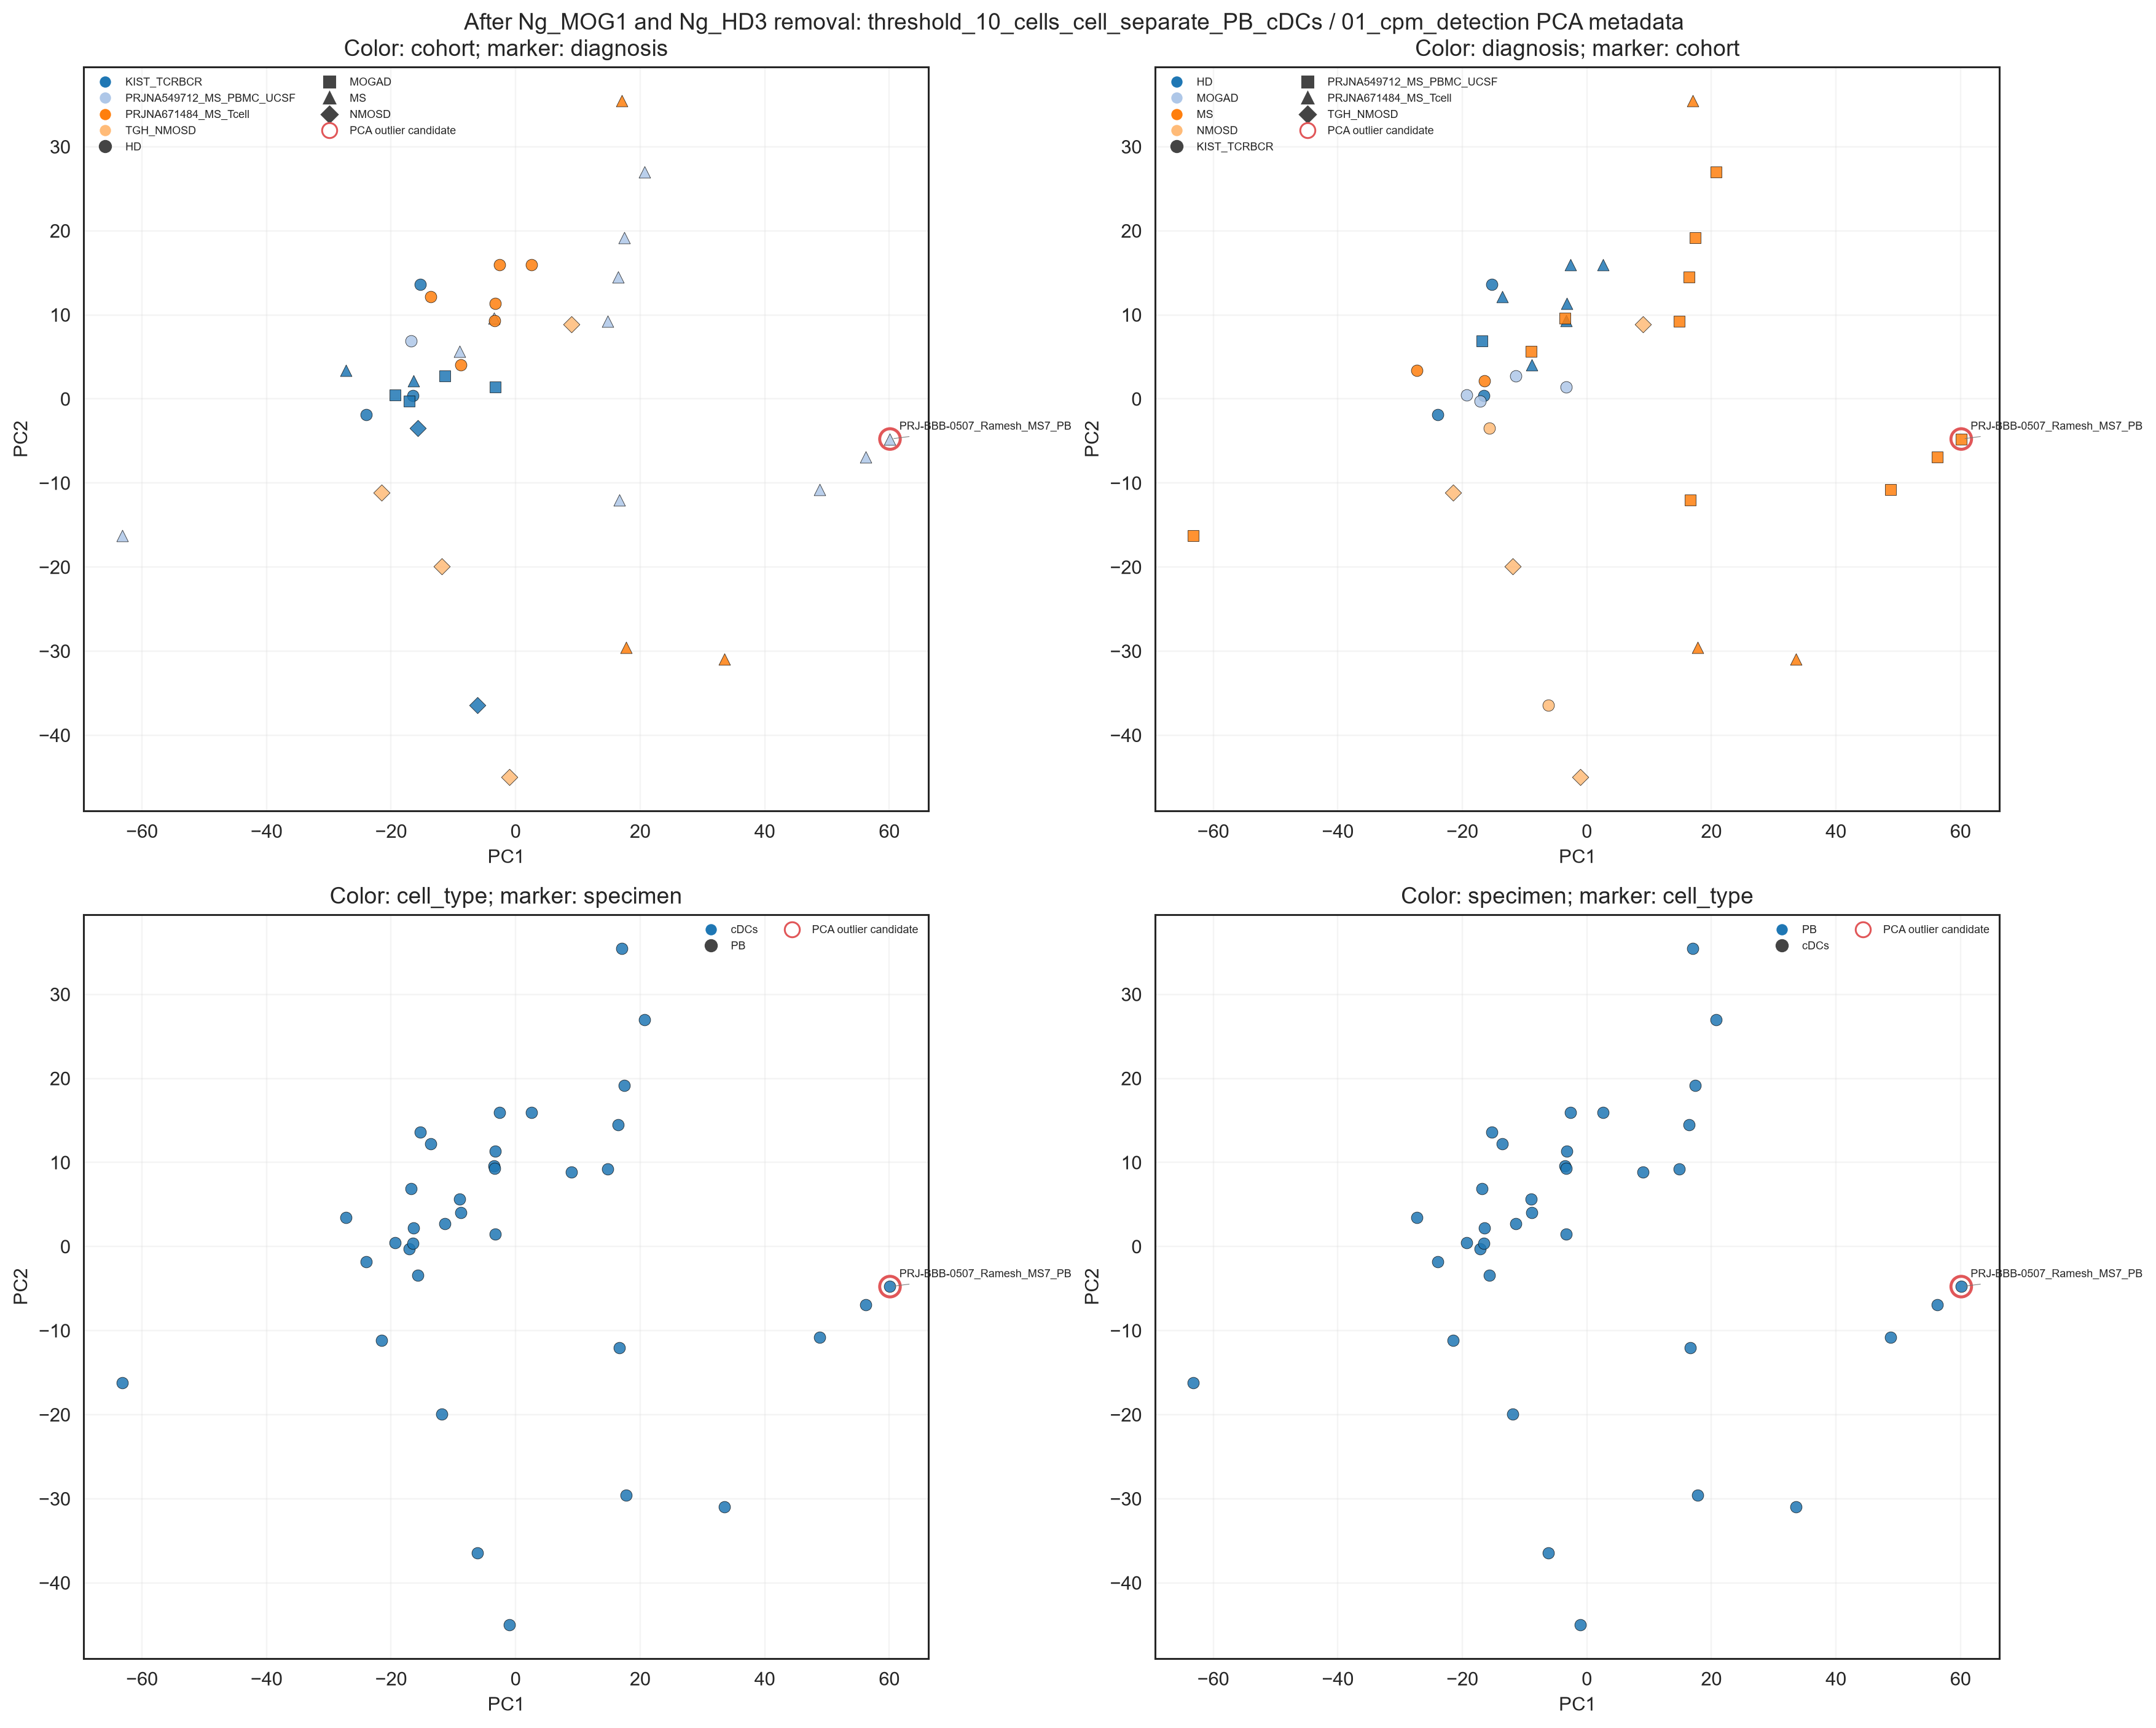 After Ng_MOG1 and Ng_HD3 removal: threshold_10_cells_cell_separate_PB_cDCs / 01_cpm_detection PCA metadata
Color: cohort; marker: diagnosis
KIST_TCRBCR
PRJNA549712_MS_PBMC_UCSF
PRJNA671484_MS_Tcell
TGH_NMOSD
HD
MOGAD
MS
NMOSD
PCA outlier candidate
30
20
10
0
−10
−20
−30
−40
PC2
PRJ-BBB-0507_Ramesh_MS7_PB
−60
−40
−20
0
20
40
60
PC1
Color: diagnosis; marker: cohort
HD
MOGAD
MS
NMOSD
KIST_TCRBCR
PRJNA549712_MS_PBMC_UCSF
PRJNA671484_MS_Tcell
TGH_NMOSD
PCA outlier candidate
30
20
10
0
−10
−20
−30
−40
PC2
PRJ-BBB-0507_Ramesh_MS7_PB
−60
−40
−20
0
20
40
60
PC1
Color: cell_type; marker: specimen
cDCs
PB
PCA outlier candidate
30
20
10
0
−10
−20
−30
−40
PC2
PRJ-BBB-0507_Ramesh_MS7_PB
−60
−40
−20
0
20
40
60
PC1
Color: specimen; marker: cell_type
PB
cDCs
PCA outlier candidate
30
20
10
0
−10
−20
−30
−40
PC2
PRJ-BBB-0507_Ramesh_MS7_PB
−60
−40
−20
0
20
40
60
PC1